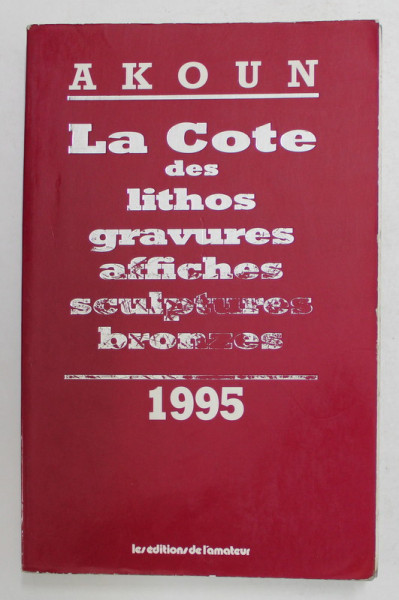 AKOUN
La Cote
des
lithos
gravures
affiches
sculptures
bronzes
1995
les editions de l'amateur